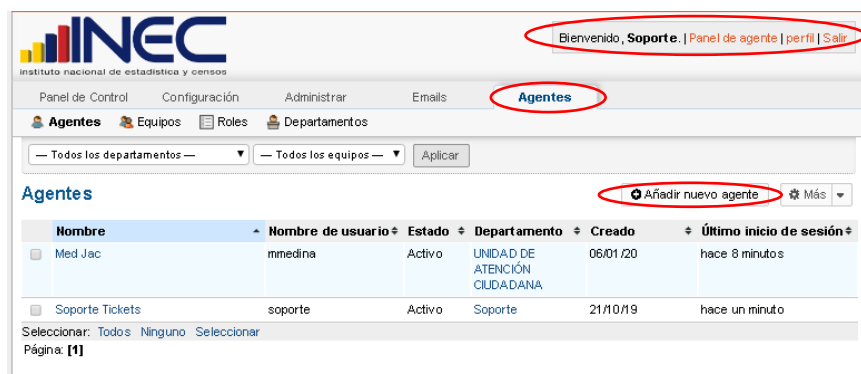 INEC
instituto nacional de estadística y censos
Bienvenido, Soporte. | Panel de agente | perfil | Salir
Panel de Control Configuración Administrar Emails Agentes
Agentes Equipos Roles Departamentos
— Todos los departamentos — — Todos los equipos — Aplicar
Agentes Añadir nuevo agente Más
Nombre Nombre de usuario Estado Departamento Creado Último inicio de sesión
Med Jac mmedina Activo UNIDAD DE ATENCIÓN CIUDADANA 06/01/20 hace 8 minutos
Soporte Tickets soporte Activo Soporte 21/10/19 hace un minuto
Seleccionar: Todos Ninguno Seleccionar
Página: [1]